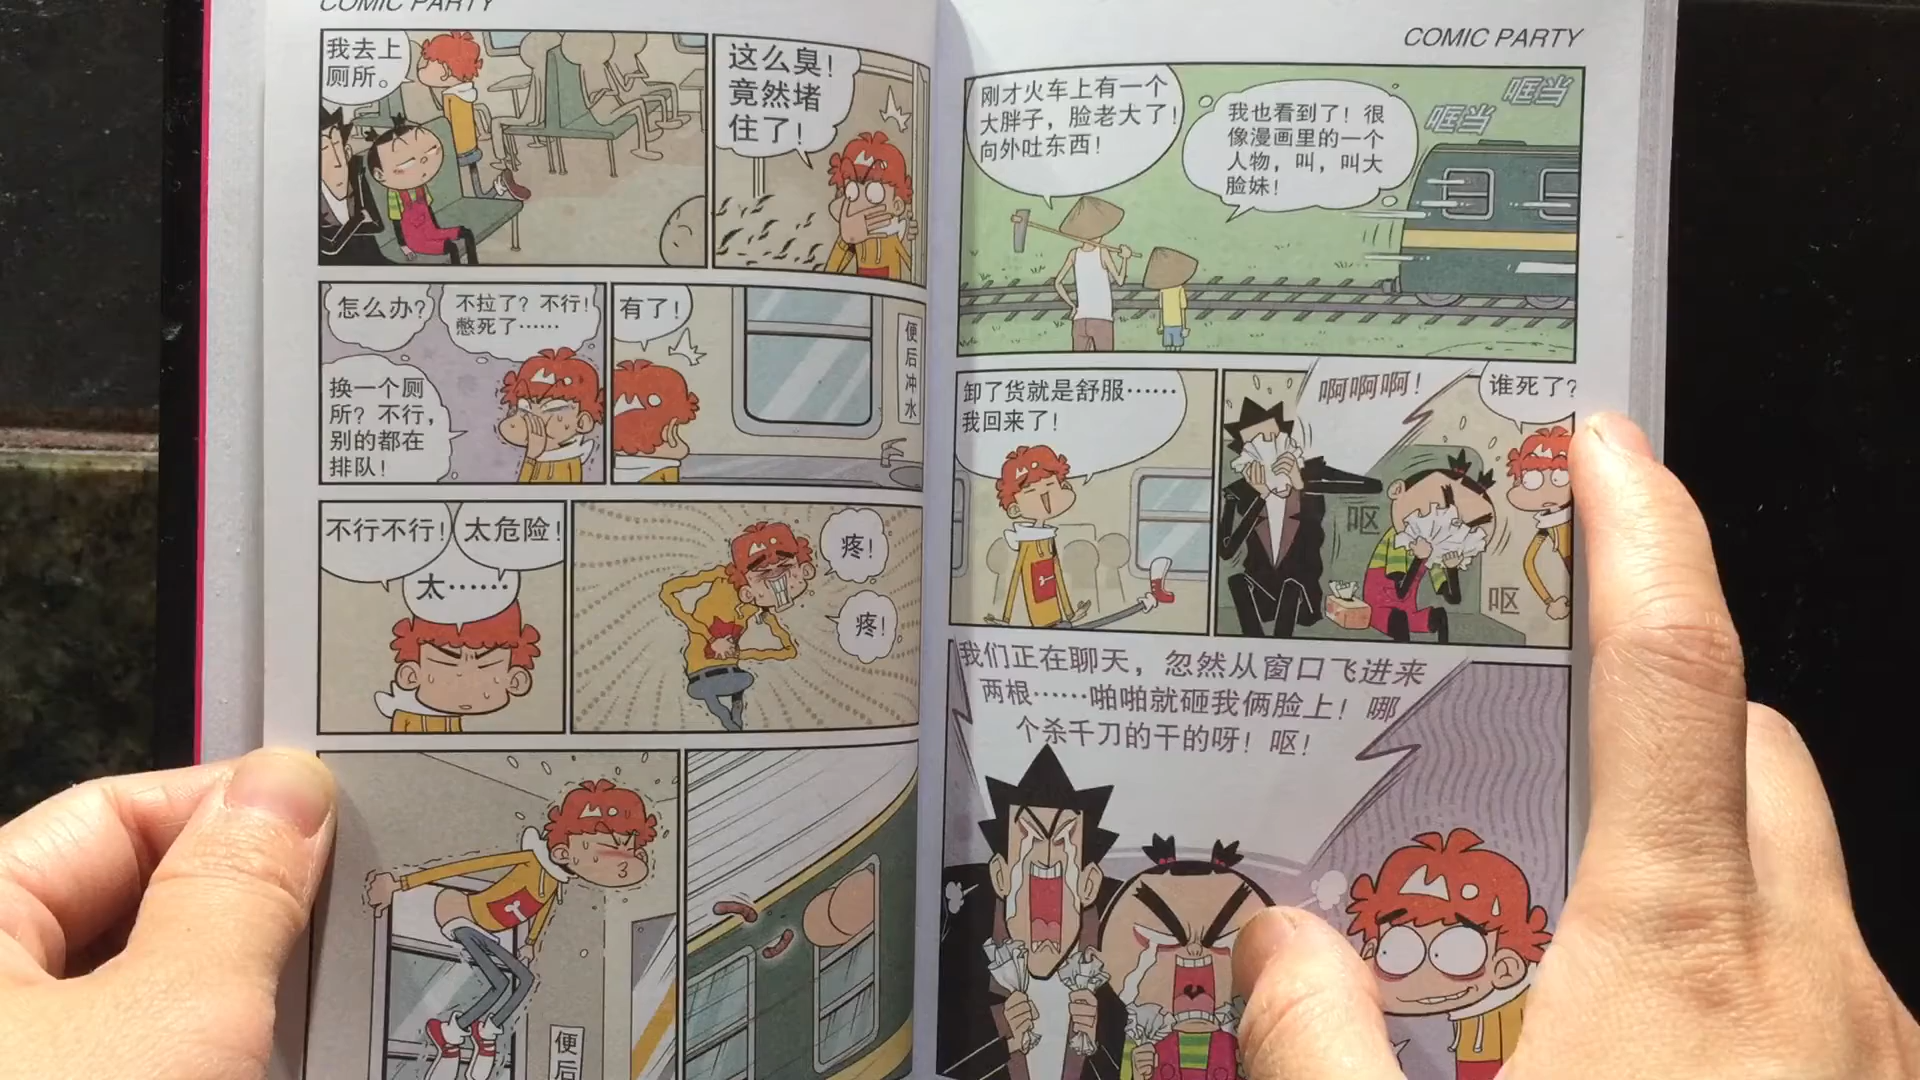 COMIC PARTY
我去上
厕所。
这么臭！
竟然堵
住了！
怎么办？
不拉了？不行！
憋死了……
换一个厕
所？不行，
别的都在
排队！
有了！
便后冲水
不行不行！
太危险！
太……
疼！
疼！
便后
COMIC PARTY
刚才火车上有一个
大胖子，脸老大了！
向外吐东西！
我也看到了！很
像漫画里的一个
人物，叫，叫大
脸妹！
哐当
哐当
卸了货就是舒服……
我回来了！
啊啊啊！
谁死了？
呕
呕
我们正在聊天，忽然从窗口飞进来
两根……啪啪就砸我俩脸上！哪
个杀千刀的干的呀！呕！